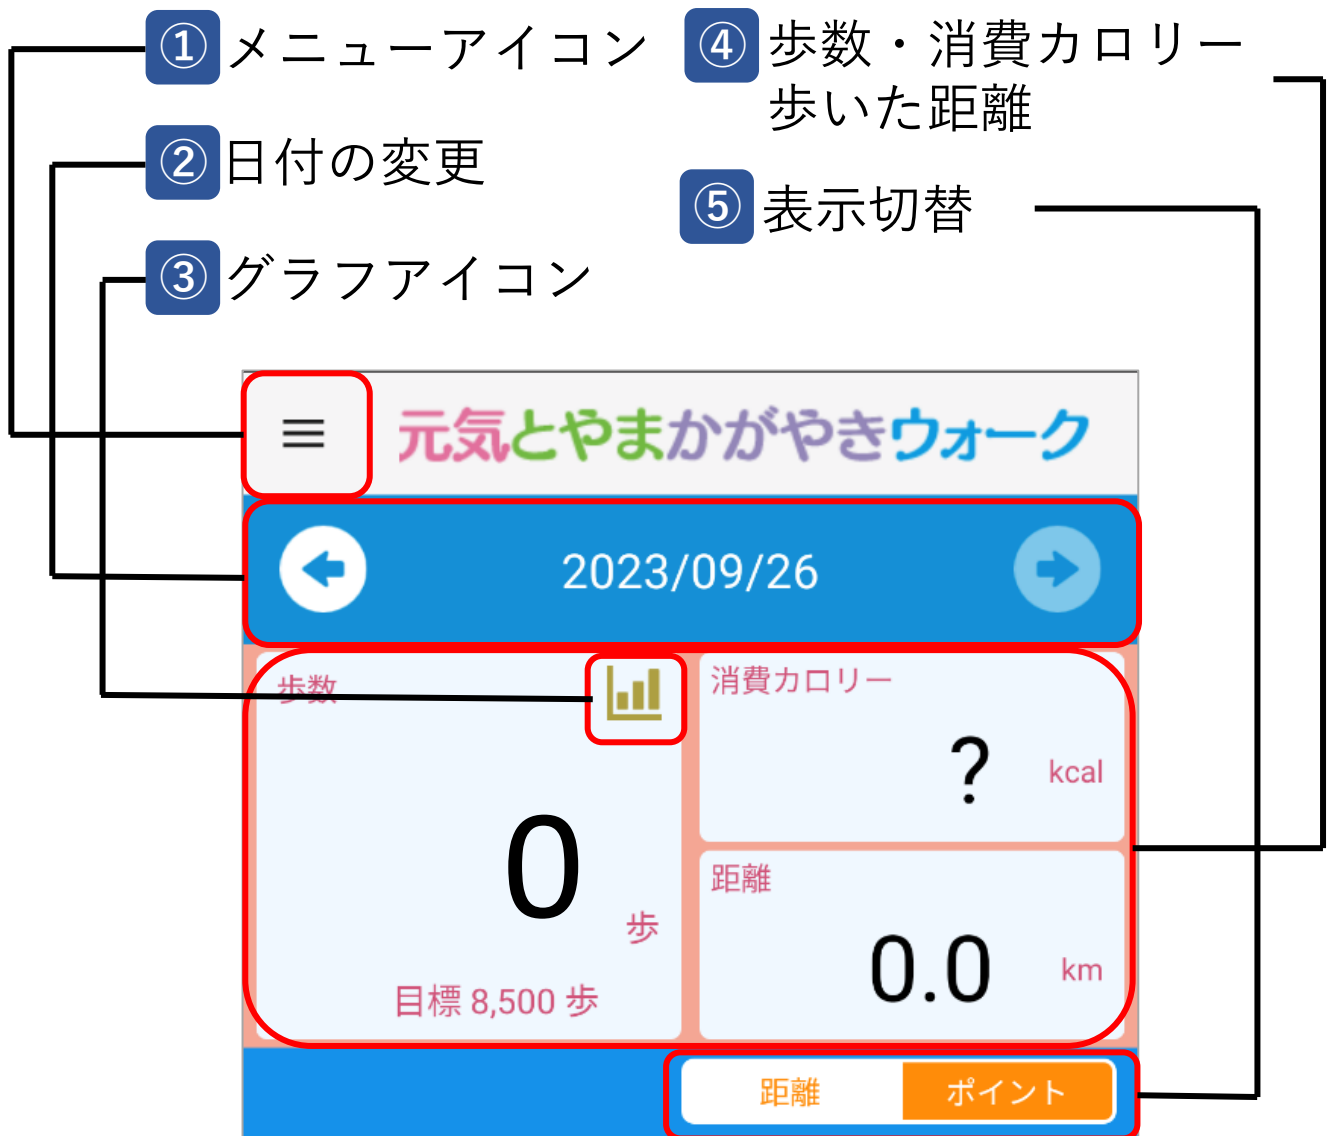 ① メニューアイコン
② 日付の変更
③ グラフアイコン
④ 歩数・消費カロリー
歩いた距離
⑤ 表示切替
元気とやまかがやきウォーク
2023/09/26
歩数
0
歩
目標 8,500 歩
消費カロリー
? kcal
距離
0.0 km
距離 ポイント